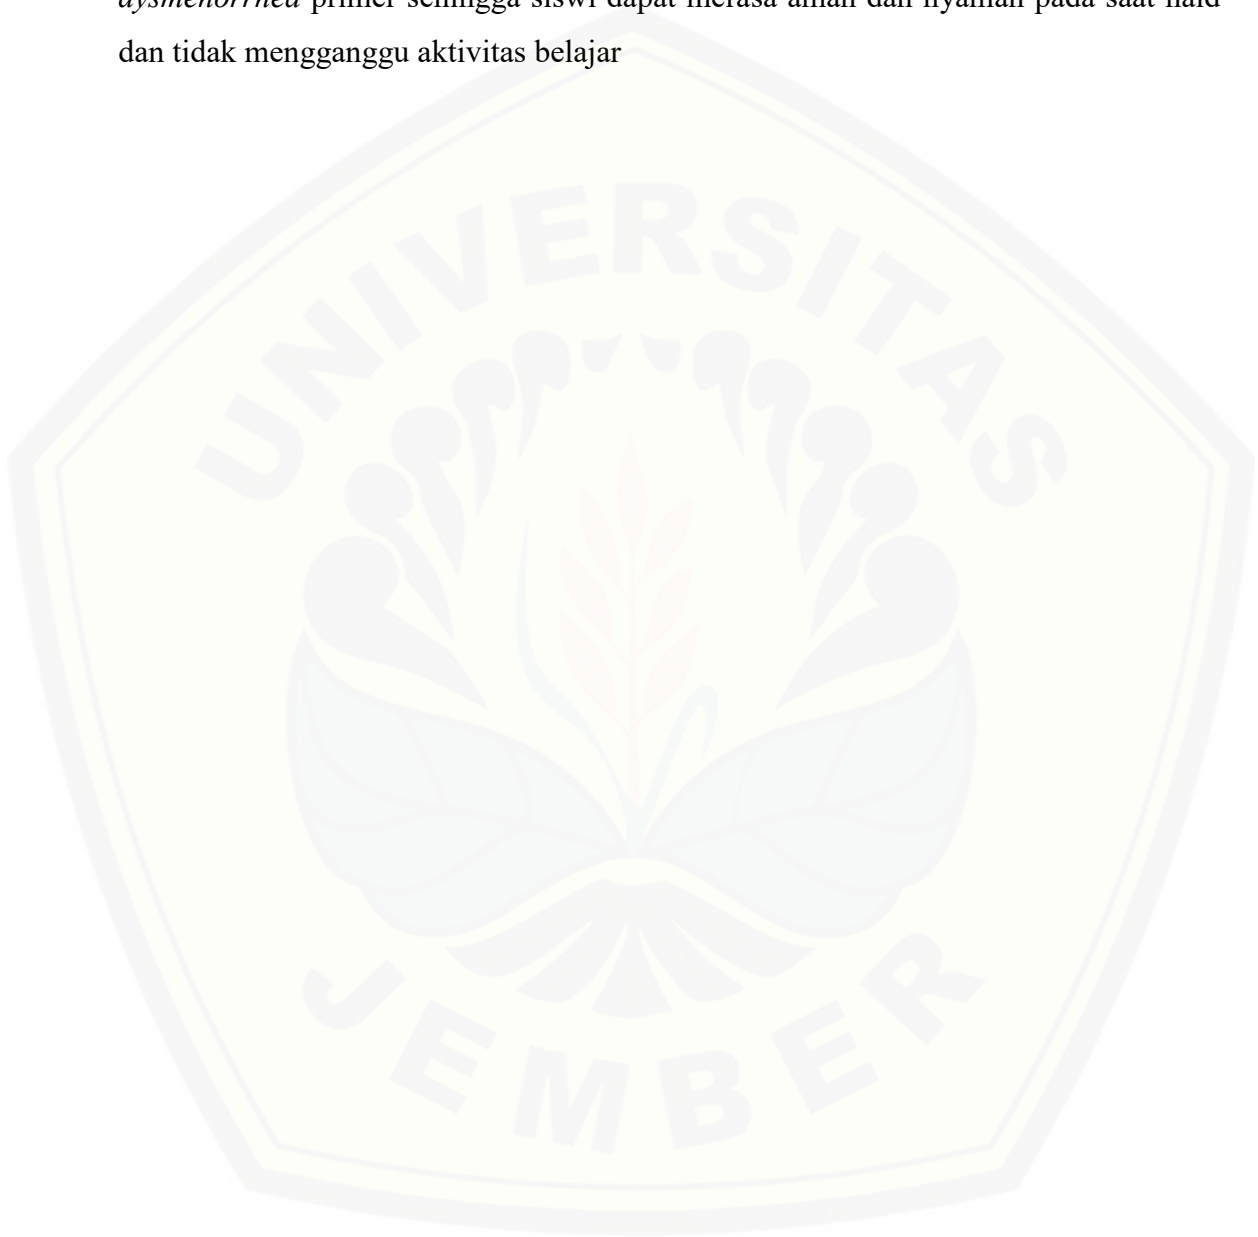 dysmenorrhea primer sehingga siswi dapat merasa aman dan nyaman pada saat haid
dan tidak mengganggu aktivitas belajar
UNIVERSITAS
JEMBER